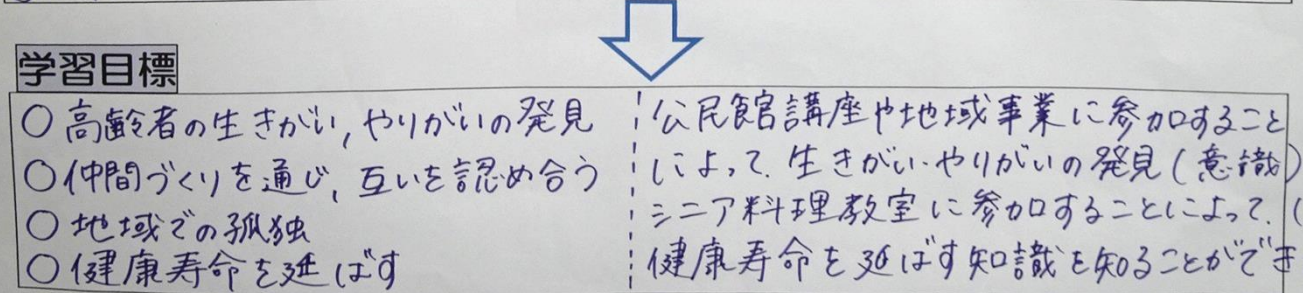 学習目標
○高齢者の生きがい,やりがいの発見
○仲間づくりを通じ,互いを認め合う
○地域での孤独
○健康寿命を延ばす
公民館講座や地域事業に参加すること
によって.生きがい·やりがいの発見(意識)
シニア料理教室に参加することによって.(
健康寿命を延ばす知識を知ることができ